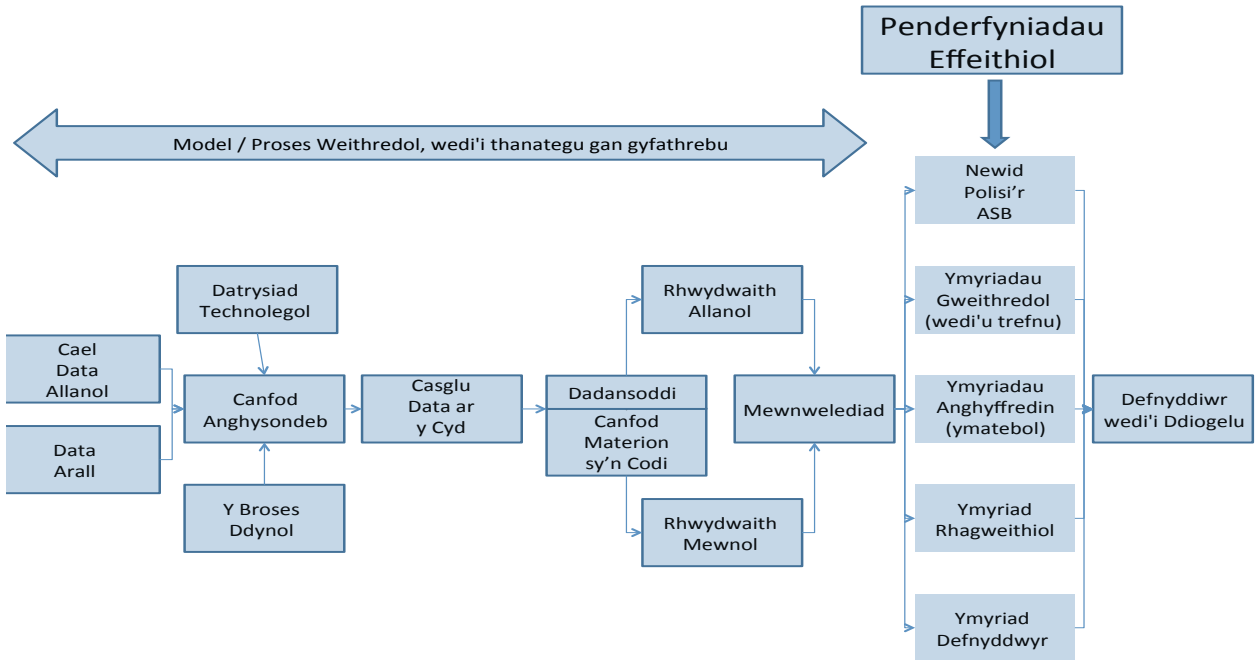 Penderfyniadau
Effeithiol
Model / Proses Weithredol, wedi'i thanategu gan gyfathrebu
Newid
Polisi’r
ASB
Datrysiad
Technolegol
Rhwydwaith
Allanol
Ymyriadau
Gweithredol
(wedi'u trefnu)
Cael
Data
Allanol
Canfod
Anghysondeb
Casglu
Data ar
y Cyd
Dadansoddi
Canfod
Materion
sy’n Codi
Mewnwelediad
Ymyriadau
Anghyffredin
(ymatebol)
Defnyddiwr
wedi'i Ddiogelu
Data
Arall
Y Broses
Ddynol
Rhwydwaith
Mewnol
Ymyriad
Rhagweithiol
Ymyriad
Defnyddwyr